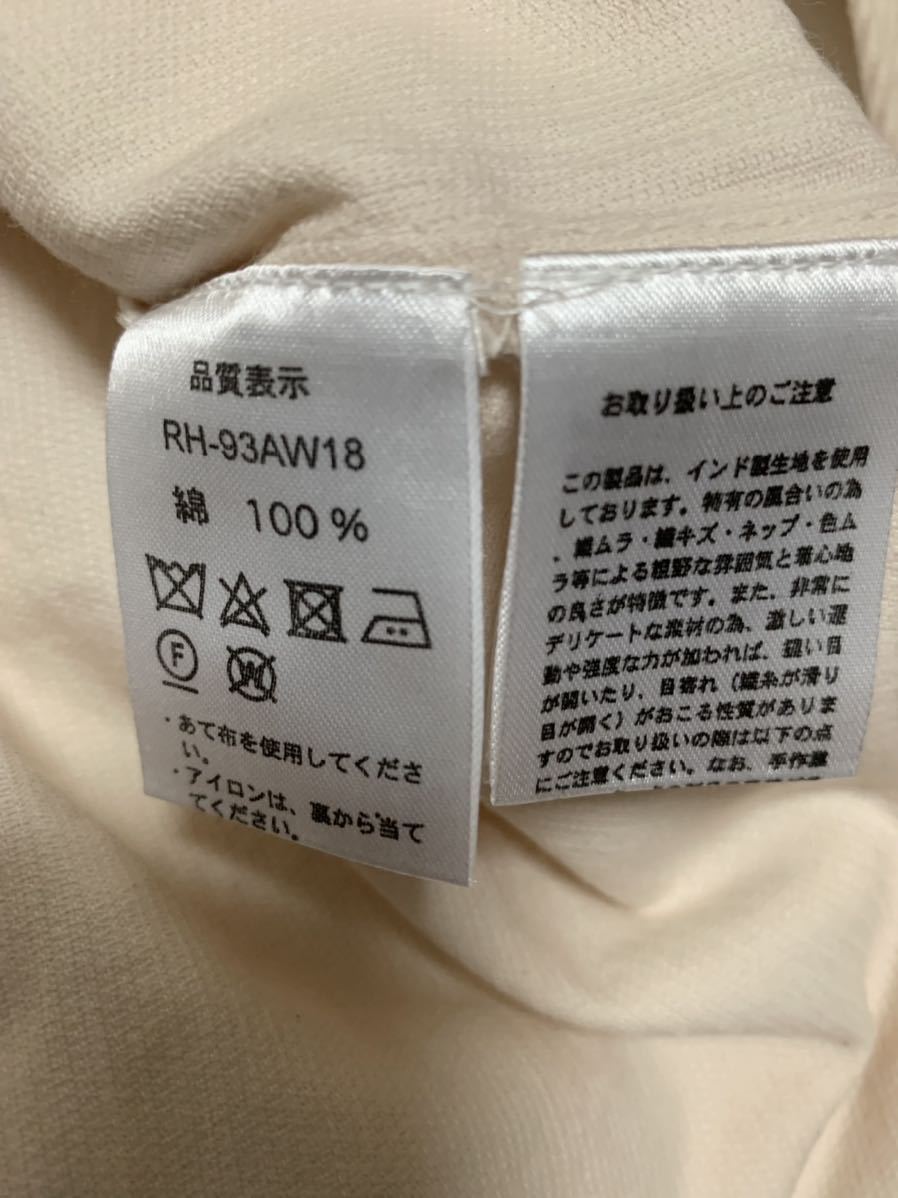 品質表示
RH-93AW18
綿 100%
F
W
・あて布を使用してくださ
い。
・アイロンは、裏から当て
てください。
お取り扱い上のご注意
この製品は、インド製生地を使用
しております。特有の風合いの為
、織ムラ・織キズ・ネップ・色ム
ラ等による粗野な雰囲気と着心地
の良さが特徴です。また、非常に
デリケートな素材の為、激しい運
動や強度な力が加われば、縫い目
が開いたり、目寄れ（織糸が滑り
目が開く）がおこる性質がありま
すのでお取り扱いの際は以下の点
にご注意ください。なお、手作業